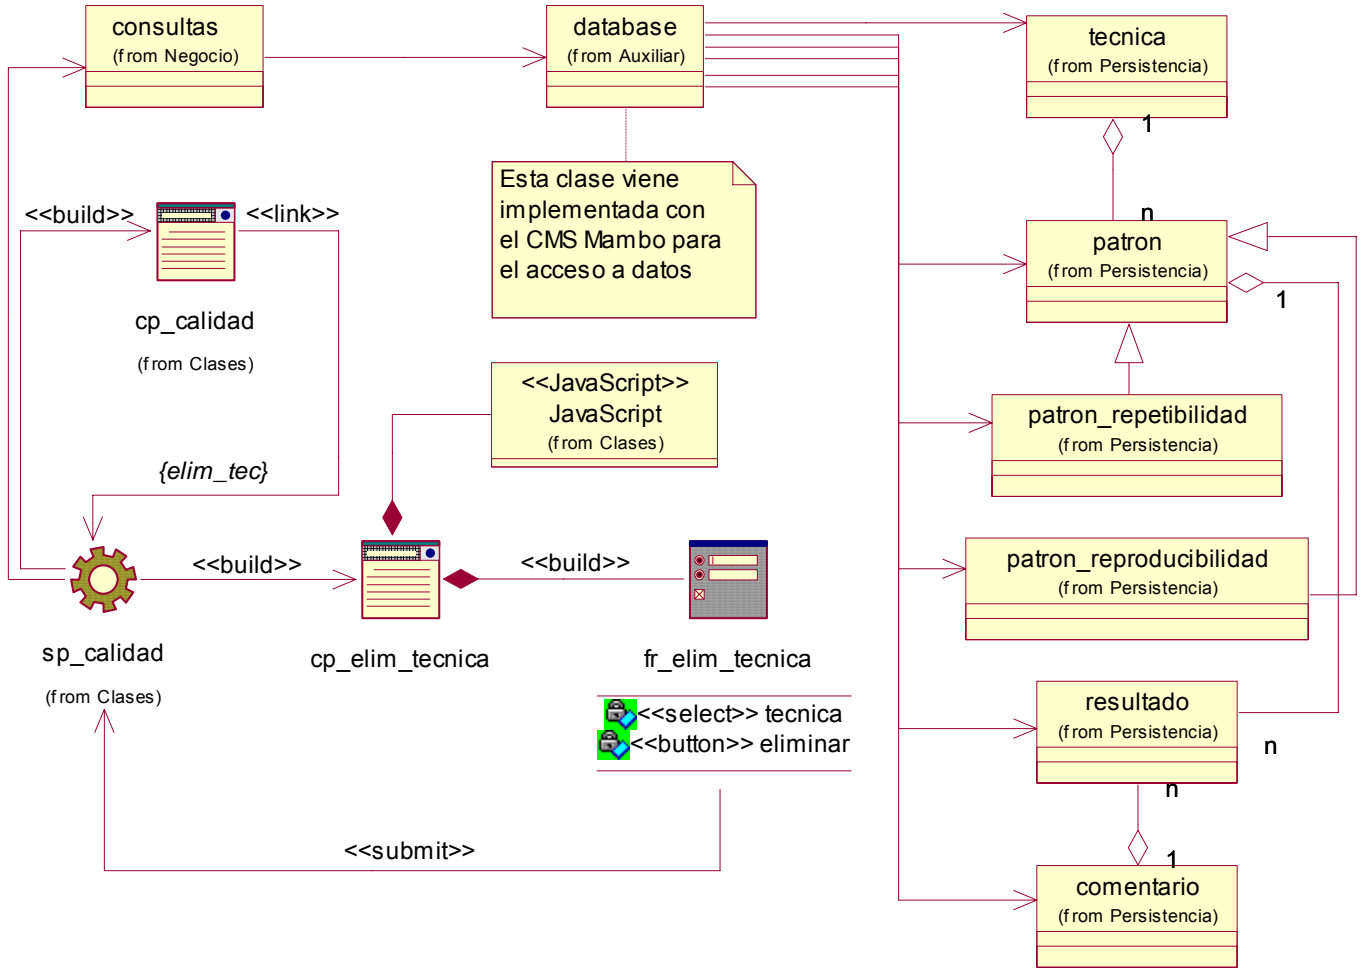 consultas
(from Negocio)
database
(from Auxiliar)
tecnica
(from Persistencia)
1
Esta clase viene
implementada con
el CMS Mambo para
el acceso a datos
<<build>>
<<link>>
n
patron
(from Persistencia)
1
cp_calidad
(from Clases)
<<JavaScript>>
JavaScript
(from Clases)
patron_repetibilidad
(from Persistencia)
{elim_tec}
<<build>>
<<build>>
patron_reproducibilidad
(from Persistencia)
sp_calidad
(from Clases)
cp_elim_tecnica
fr_elim_tecnica
<<select>> tecnica
<<button>> eliminar
resultado
(from Persistencia)
n
n
<<submit>>
1
comentario
(from Persistencia)